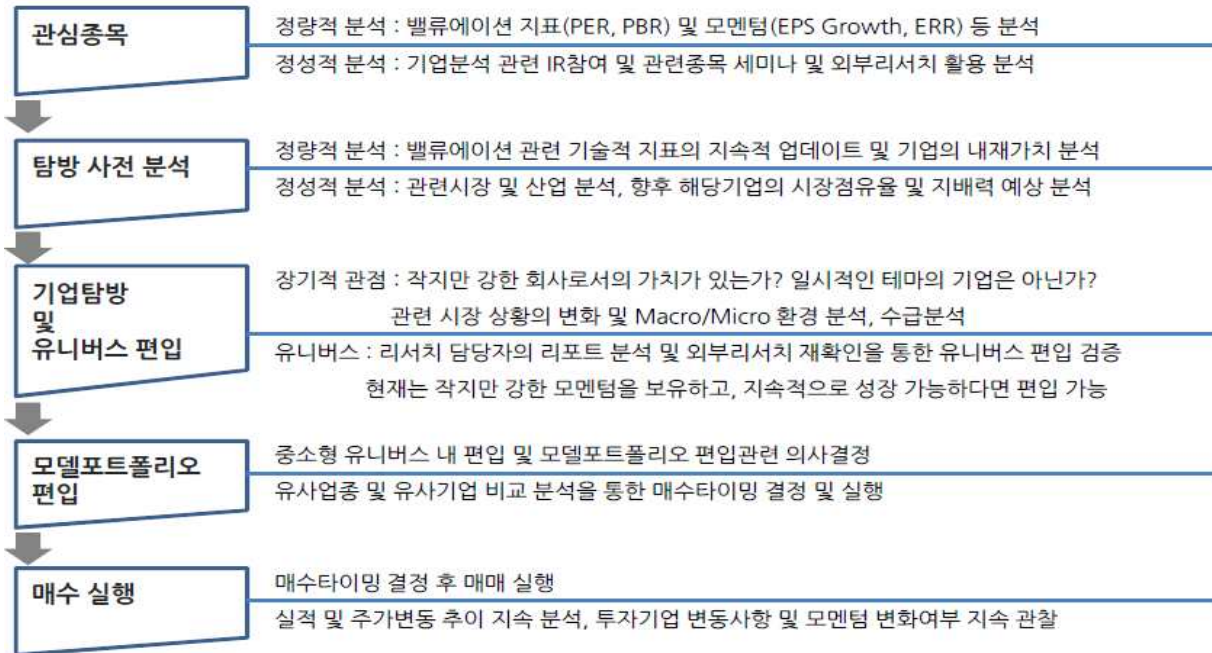 관심종목
정량적 분석 : 밸류에이션 지표(PER, PBR) 및 모멘텀(EPS Growth, ERR) 등 분석
정성적 분석 : 기업분석 관련 IR참여 및 관련종목 세미나 및 외부리서치 활용 분석
탐방 사전 분석
정량적 분석 : 밸류에이션 관련 기술적 지표의 지속적 업데이트 및 기업의 내재가치 분석
정성적 분석 : 관련시장 및 산업 분석, 향후 해당기업의 시장점유율 및 지배력 예상 분석
기업탐방
및
유니버스 편입
장기적 관점 : 작지만 강한 회사로서의 가치가 있는가? 일시적인 테마의 기업은 아닌가?
관련 시장 상황의 변화 및 Macro/Micro 환경 분석, 수급분석
유니버스 : 리서치 담당자의 리포트 분석 및 외부리서치 재확인을 통한 유니버스 편입 검증
현재는 작지만 강한 모멘텀을 보유하고, 지속적으로 성장 가능하다면 편입 가능
모델포트폴리오
편입
중소형 유니버스 내 편입 및 모델포트폴리오 편입관련 의사결정
유사업종 및 유사기업 비교 분석을 통한 매수타이밍 결정 및 실행
매수 실행
매수타이밍 결정 후 매매 실행
실적 및 주가변동 추이 지속 분석, 투자기업 변동사항 및 모멘텀 변화여부 지속 관찰